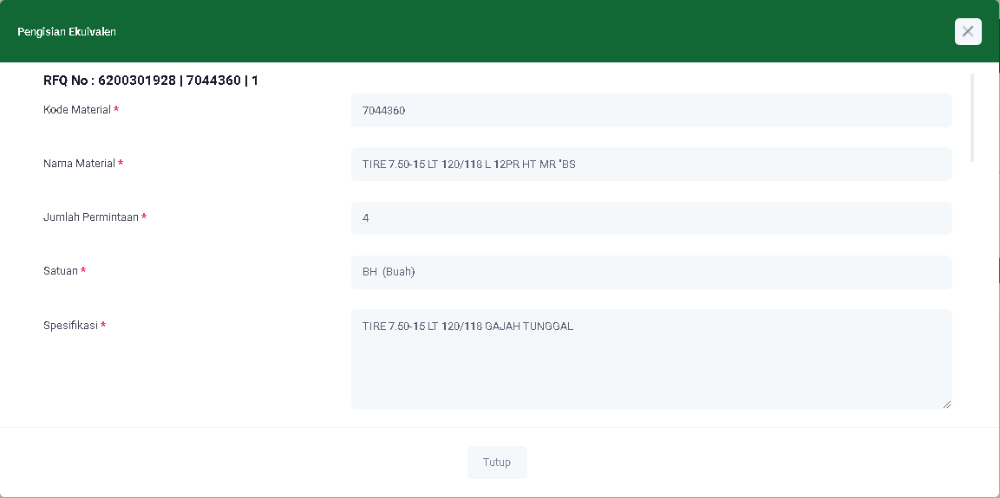 Pengisian Ekuivalen
RFQ No : 6200301928 | 7044360 | 1
Kode Material *
7044360
Nama Material *
TIRE 7.50-15 LT 120/118 L 12PR HT MR "BS
Jumlah Permintaan *
4
Satuan *
BH (Buah)
Spesifikasi *
TIRE 7.50-15 LT 120/118 GAJAH TUNGGAL
Tutup